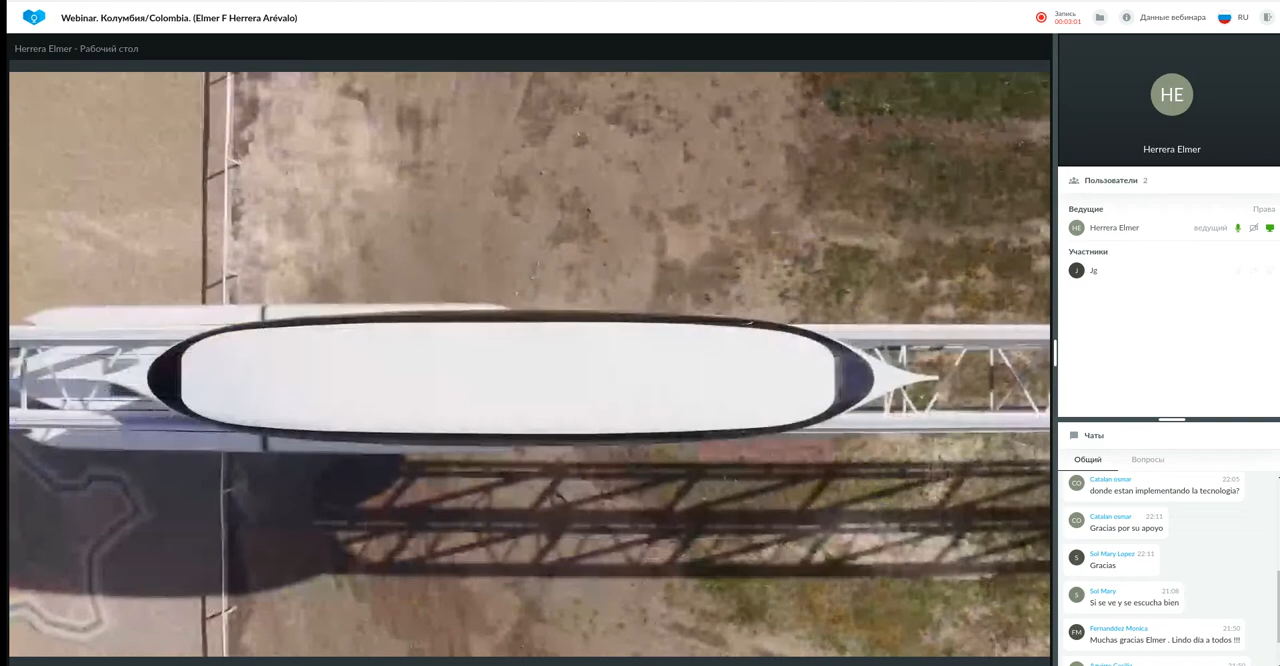 Webinar. Колумбия/Colombia. (Elmer F Herrera Arévalo)
Запись
00:03:01
Данные вебинара
RU
Herrera Elmer - Рабочий стол
HE
Herrera Elmer
Пользователи 2
Ведущие Права
HE Herrera Elmer ведущий
Участники
J Jg
Чаты
Общий Вопросы
CO Catalan osmar 22:05
donde estan implementando la tecnologia?
CO Catalan osmar 22:11
Gracias por su apoyo
S Sol Mary Lopez 22:11
Gracias
S Sol Mary 21:08
Si se ve y se escucha bien
FM Fernanddez Monica 21:50
Muchas gracias Elmer . Lindo día a todos !!!